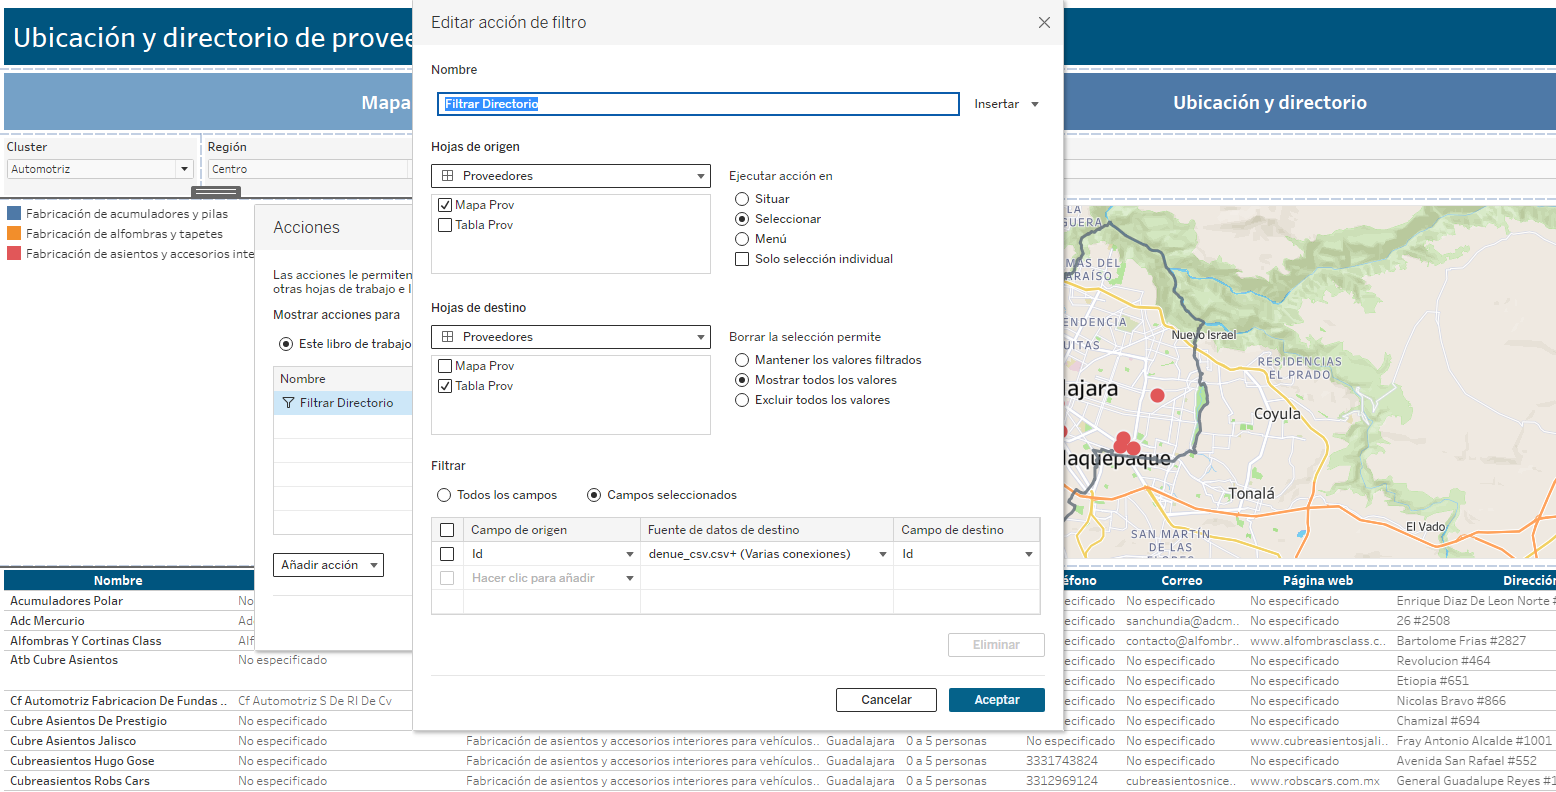 Ubicación y directorio de provee
Mapa
Ubicación y directorio
Cluster
Región
Automotriz
Centro
Fabricación de acumuladores y pilas
Fabricación de alfombras y tapetes
Fabricación de asientos y accesorios inte
Acciones
Las acciones le permiten
otras hojas de trabajo e
Mostrar acciones para
Este libro de trabajo
Nombre
Filtrar Directorio
Añadir acción
Editar acción de filtro
Nombre
Filtrar Directorio
Insertar
Hojas de origen
Proveedores
Mapa Prov
Tabla Prov
Ejecutar acción en
Situar
Seleccionar
Menú
Solo selección individual
Hojas de destino
Proveedores
Mapa Prov
Tabla Prov
Borrar la selección permite
Mantener los valores filtrados
Mostrar todos los valores
Excluir todos los valores
Filtrar
Todos los campos
Campos seleccionados
Campo de origen Fuente de datos de destino Campo de destino
Id denue_csv.csv+ (Varias conexiones) Id
Hacer clic para añadir
Eliminar
Cancelar
Aceptar
LA
GUERA
MAS DEL
ARAÍSO
ENDENCIA
UITAS
Nuevo Israel
RESIDENCIAS
EL PRADO
lajara
Coyula
laquepaque
Tonalá
El Vado
SAN MARTÍN
DE LAS
Nombre éfono Correo Página web Dirección
Acumuladores Polar No ecificado No especificado No especificado Enrique Diaz De Leon Norte #
Adc Mercurio Ad ecificado sanchundia@adcm.. No especificado 26 #2508
Alfombras Y Cortinas Class Alf ecificado contacto@alfombr.. www.alfombrasclass.c.. Bartolome Frias #2827
Atb Cubre Asientos No especificado ecificado No especificado No especificado Revolucion #464
ecificado No especificado No especificado Etiopia #651
Cf Automotriz Fabricacion De Fundas .. Cf Automotriz S De Rl De Cv ecificado No especificado No especificado Nicolas Bravo #866
Cubre Asientos De Prestigio No especificado ecificado No especificado No especificado Chamizal #694
Cubre Asientos Jalisco No especificado Fabricación de asientos y accesorios interiores para vehículos.. Guadalajara 0 a 5 personas No especificado No especificado www.cubreasientosjali.. Fray Antonio Alcalde #1001
Cubreasientos Hugo Gose No especificado Fabricación de asientos y accesorios interiores para vehículos.. Guadalajara 0 a 5 personas 3331743824 No especificado No especificado Avenida San Rafael #552
Cubreasientos Robs Cars No especificado Fabricación de asientos y accesorios interiores para vehículos.. Guadalajara 0 a 5 personas 3312969124 cubreasientosnice.. www.robscars.com.mx General Guadalupe Reyes #1